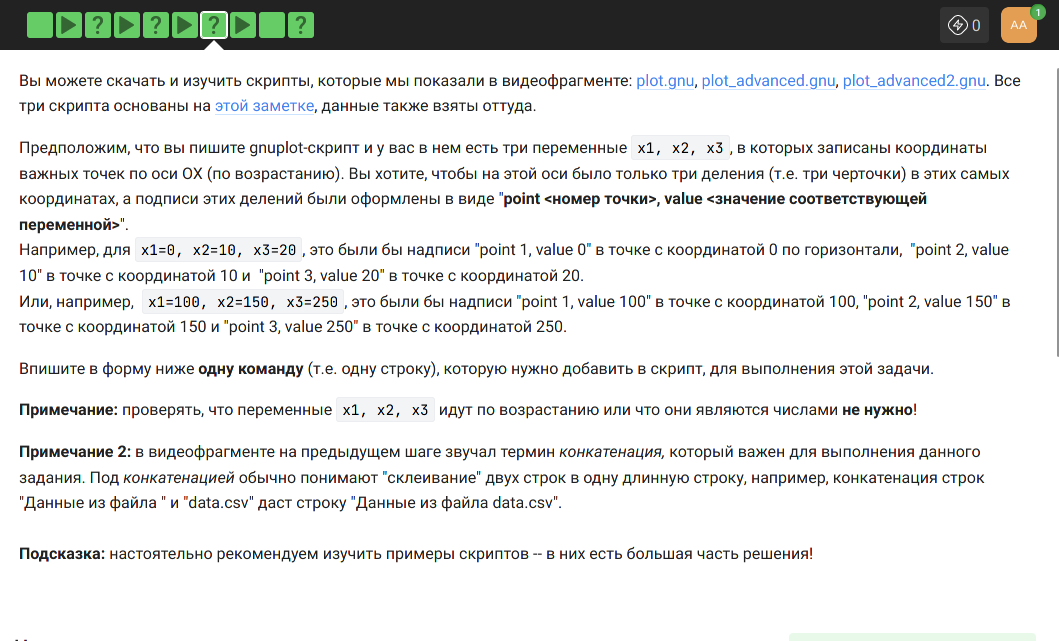 ? ? ? ?
0
AA
1
Вы можете скачать и изучить скрипты, которые мы показали в видеофрагменте: plot.gnu, plot_advanced.gnu, plot_advanced2.gnu. Все
три скрипта основаны на этой заметке, данные также взяты оттуда.
Предположим, что вы пишите gnuplot-скрипт и у вас в нем есть три переменные x1, x2, x3, в которых записаны координаты
важных точек по оси OX (по возрастанию). Вы хотите, чтобы на этой оси было только три деления (т.е. три черточки) в этих самых
координатах, а подписи этих делений были оформлены в виде "point <номер точки>, value <значение соответствующей
переменной>".
Например, для x1=0, x2=10, x3=20, это были бы надписи "point 1, value 0" в точке с координатой 0 по горизонтали, "point 2, value
10" в точке с координатой 10 и "point 3, value 20" в точке с координатой 20.
Или, например, x1=100, x2=150, x3=250, это были бы надписи "point 1, value 100" в точке с координатой 100, "point 2, value 150" в
точке с координатой 150 и "point 3, value 250" в точке с координатой 250.
Впишите в форму ниже одну команду (т.е. одну строку), которую нужно добавить в скрипт, для выполнения этой задачи.
Примечание: проверять, что переменные x1, x2, x3 идут по возрастанию или что они являются числами не нужно!
Примечание 2: в видеофрагменте на предыдущем шаге звучал термин конкатенация, который важен для выполнения данного
задания. Под конкатенацией обычно понимают "склеивание" двух строк в одну длинную строку, например, конкатенация строк
"Данные из файла " и "data.csv" даст строку "Данные из файла data.csv".
Подсказка: настоятельно рекомендуем изучить примеры скриптов -- в них есть большая часть решения!